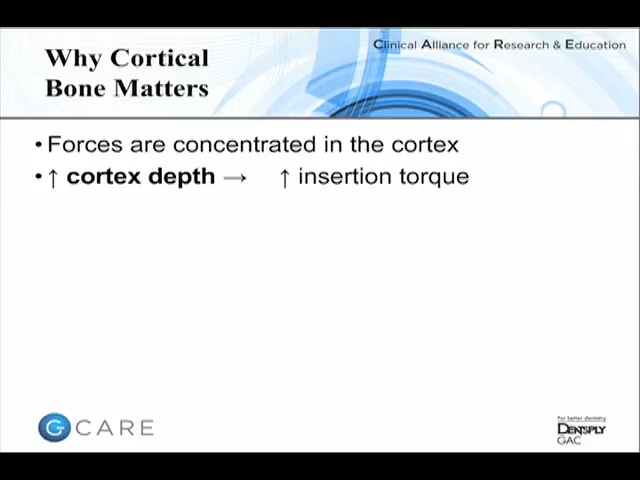 Why Cortical
Bone Matters
Clinical Alliance for Research & Education
• Forces are concentrated in the cortex
• ↑ cortex depth → ↑ insertion torque
G CARE
For better dentistry
DENTSPLY
GAC